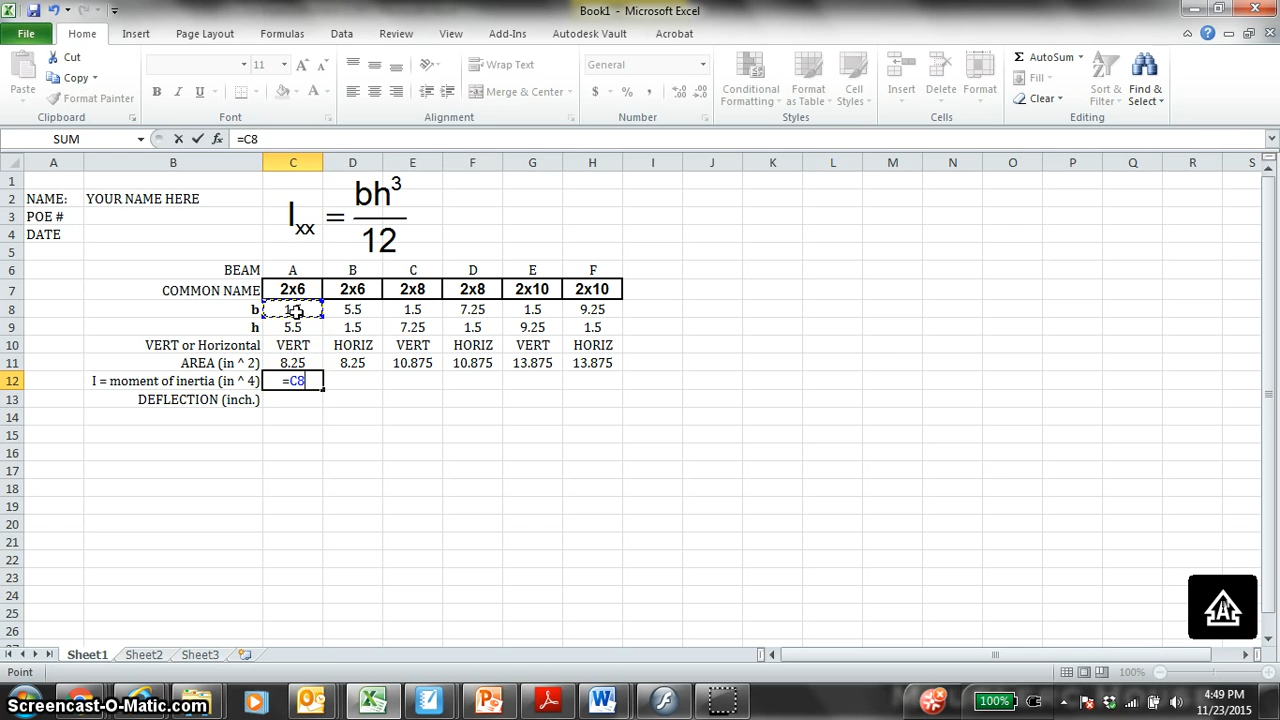 Book1 - Microsoft Excel
File Home Insert Page Layout Formulas Data Review View Add-Ins Autodesk Vault Acrobat
Paste
Cut
Copy
Format Painter
Clipboard
11
A A
B I U
A
Font
Wrap Text
Merge & Center
Alignment
General
$ % ,
Number
Conditional Formatting
Format as Table
Cell Styles
Styles
Insert
Delete
Format
Cells
Σ AutoSum
Fill
Clear
Sort & Filter
Find & Select
Editing
SUM fx =C8
A B C D E F G H I J K L M N O P Q R S
1
2 NAME: YOUR NAME HERE
3 POE #
4 DATE
Ixx = bh³
12
5
6 BEAM A B C D E F
7 COMMON NAME 2x6 2x6 2x8 2x8 2x10 2x10
8 b 5.5 1.5 7.25 1.5 9.25
9 h 5.5 1.5 7.25 1.5 9.25 1.5
10 VERT or Horizontal VERT HORIZ VERT HORIZ VERT HORIZ
11 AREA (in ^ 2) 8.25 8.25 10.875 10.875 13.875 13.875
12 I = moment of inertia (in ^ 4) =C8
13 DEFLECTION (inch.)
14
15
16
17
18
19
20
21
22
23
24
25
26
Sheet1 Sheet2 Sheet3
Point
100%
100%
4:49 PM
11/23/2015
Screencast-O-Matic.com